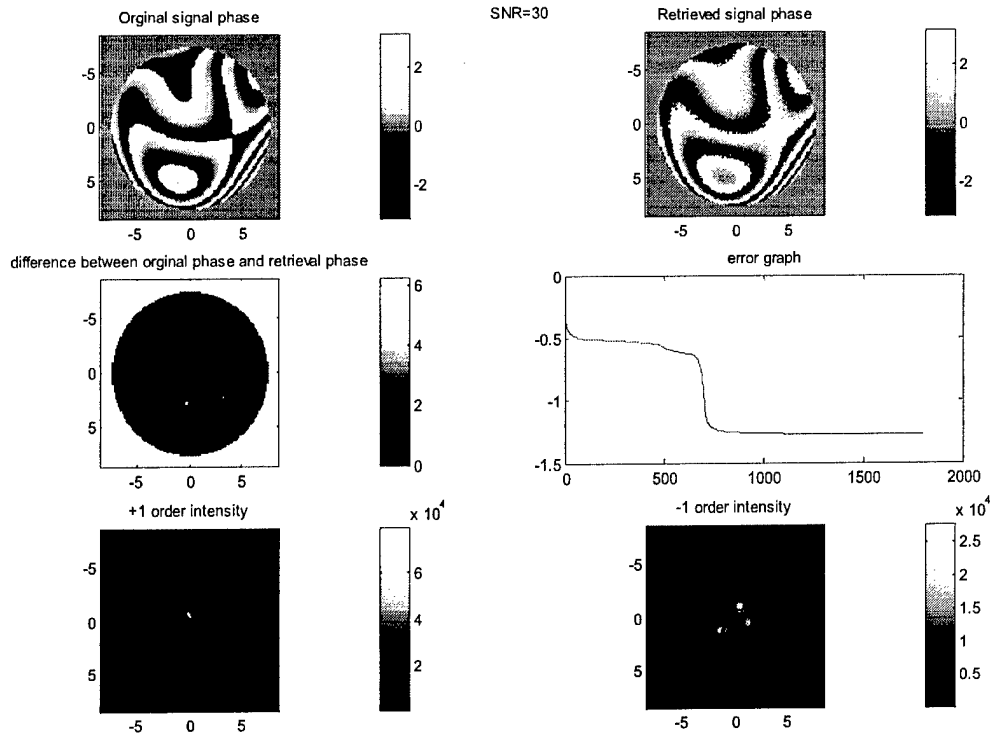 SNR=30
Orginal signal phase
-5
0
5
-5 0 5
2
0
-2
Retrieved signal phase
-5
0
5
-5 0 5
2
0
-2
difference between orginal phase and retrieval phase
-5
0
5
-5 0 5
6
4
2
0
error graph
0
-0.5
-1
-1.5
0 500 1000 1500 2000
+1 order intensity
-5
0
5
-5 0 5
x 10^4
6
4
2
-1 order intensity
-5
0
5
-5 0 5
x 10^4
2.5
2
1.5
1
0.5